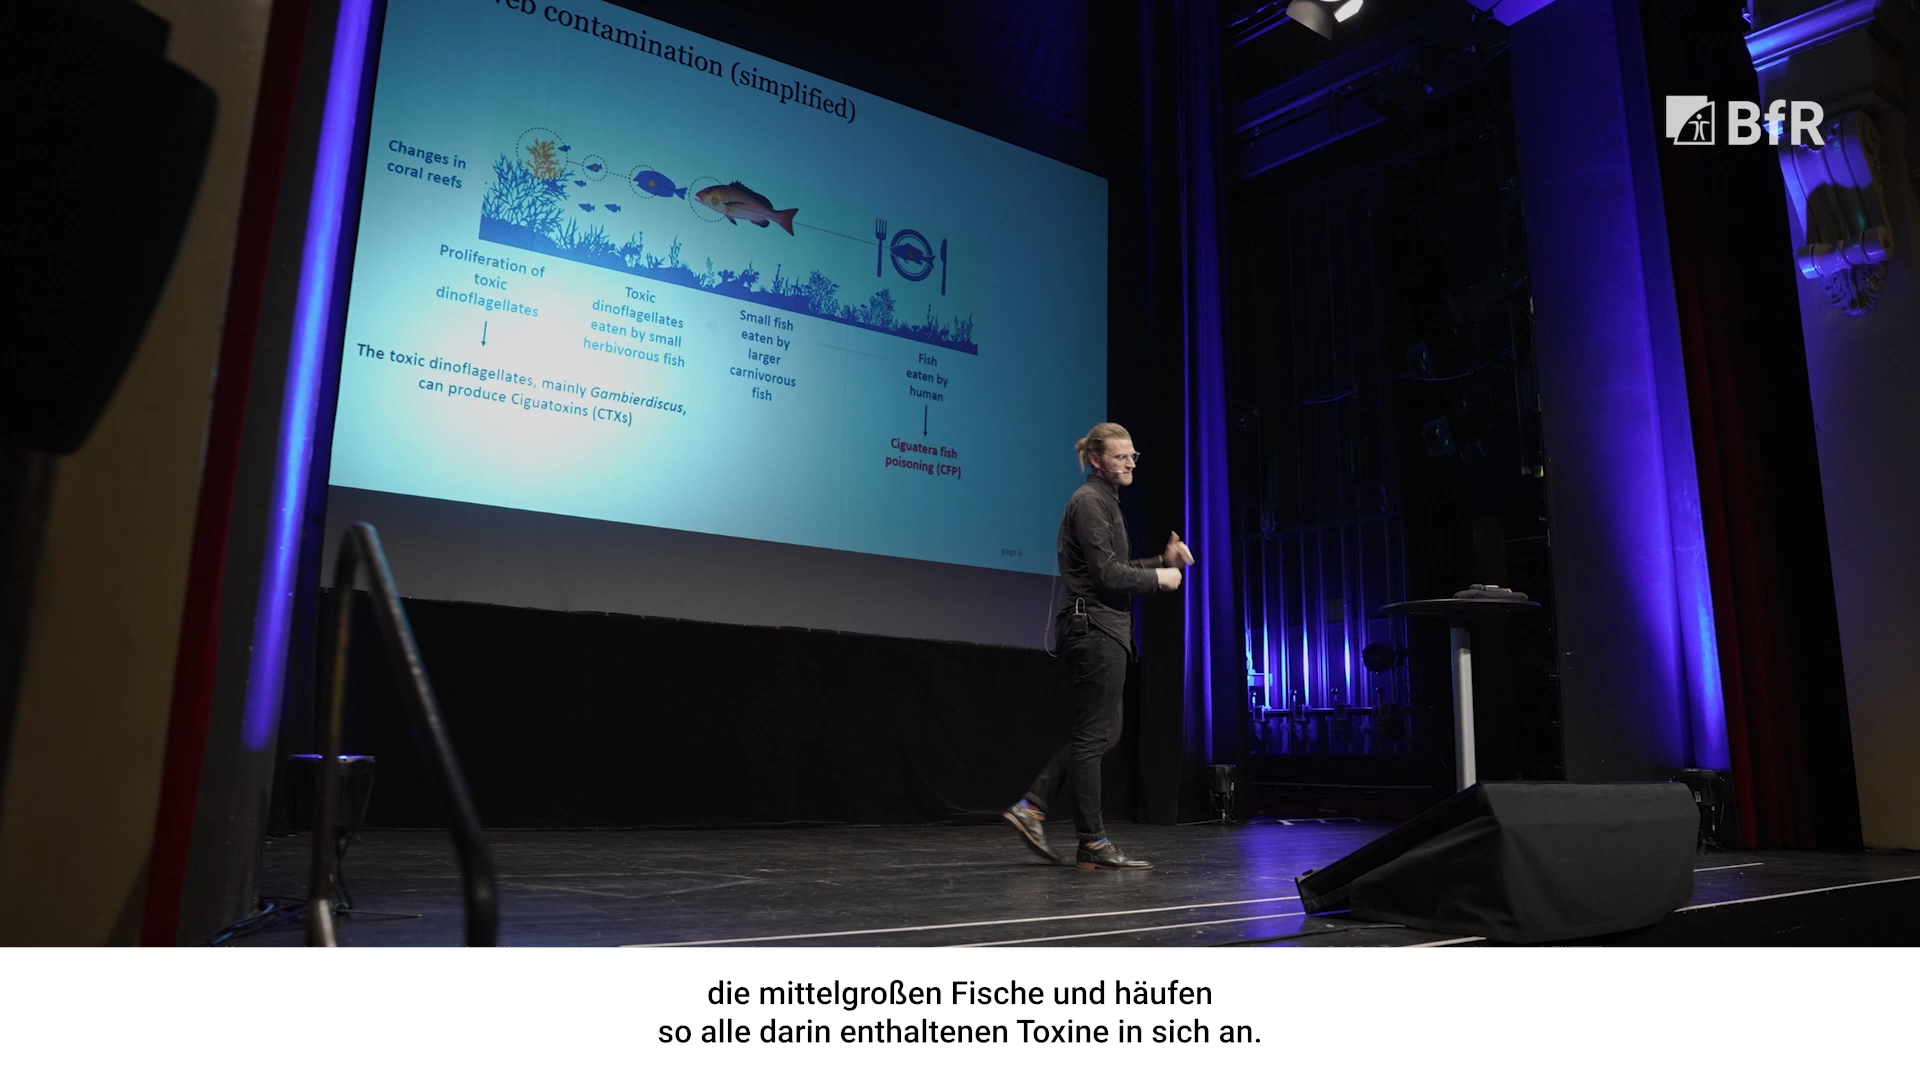 web contamination (simplified)
BfR
Changes in
coral reefs
Proliferation of
toxic
dinoflagellates
Toxic
dinoflagellates
eaten by small
herbivorous fish
Small fish
eaten by
larger
carnivorous
fish
Fish
eaten by
human
The toxic dinoflagellates, mainly Gambierdiscus,
can produce Ciguatoxins (CTXs)
Ciguatera fish
poisoning (CFP)
die mittelgroßen Fische und häufen
so alle darin enthaltenen Toxine in sich an.